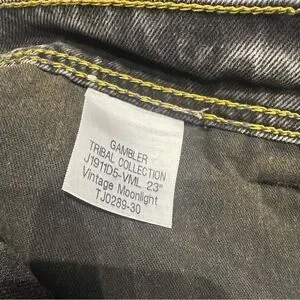 GAMBLER
TRIBAL COLLECTION
J1911D5-VML 23"
Vintage Moonlight
TJ0289-30